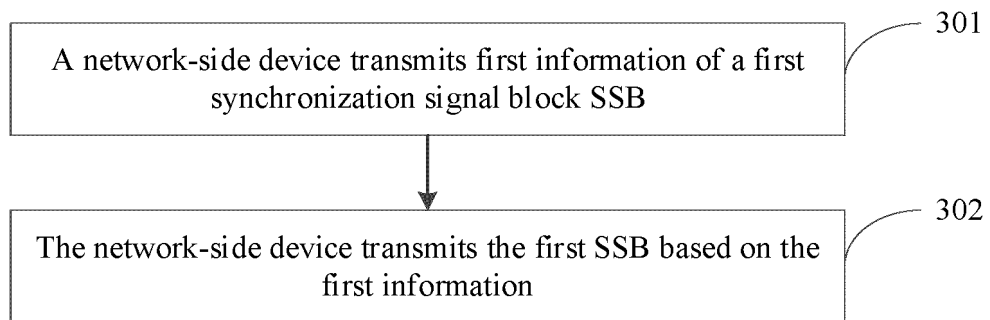 301
A network-side device transmits first information of a first
synchronization signal block SSB
302
The network-side device transmits the first SSB based on the
first information